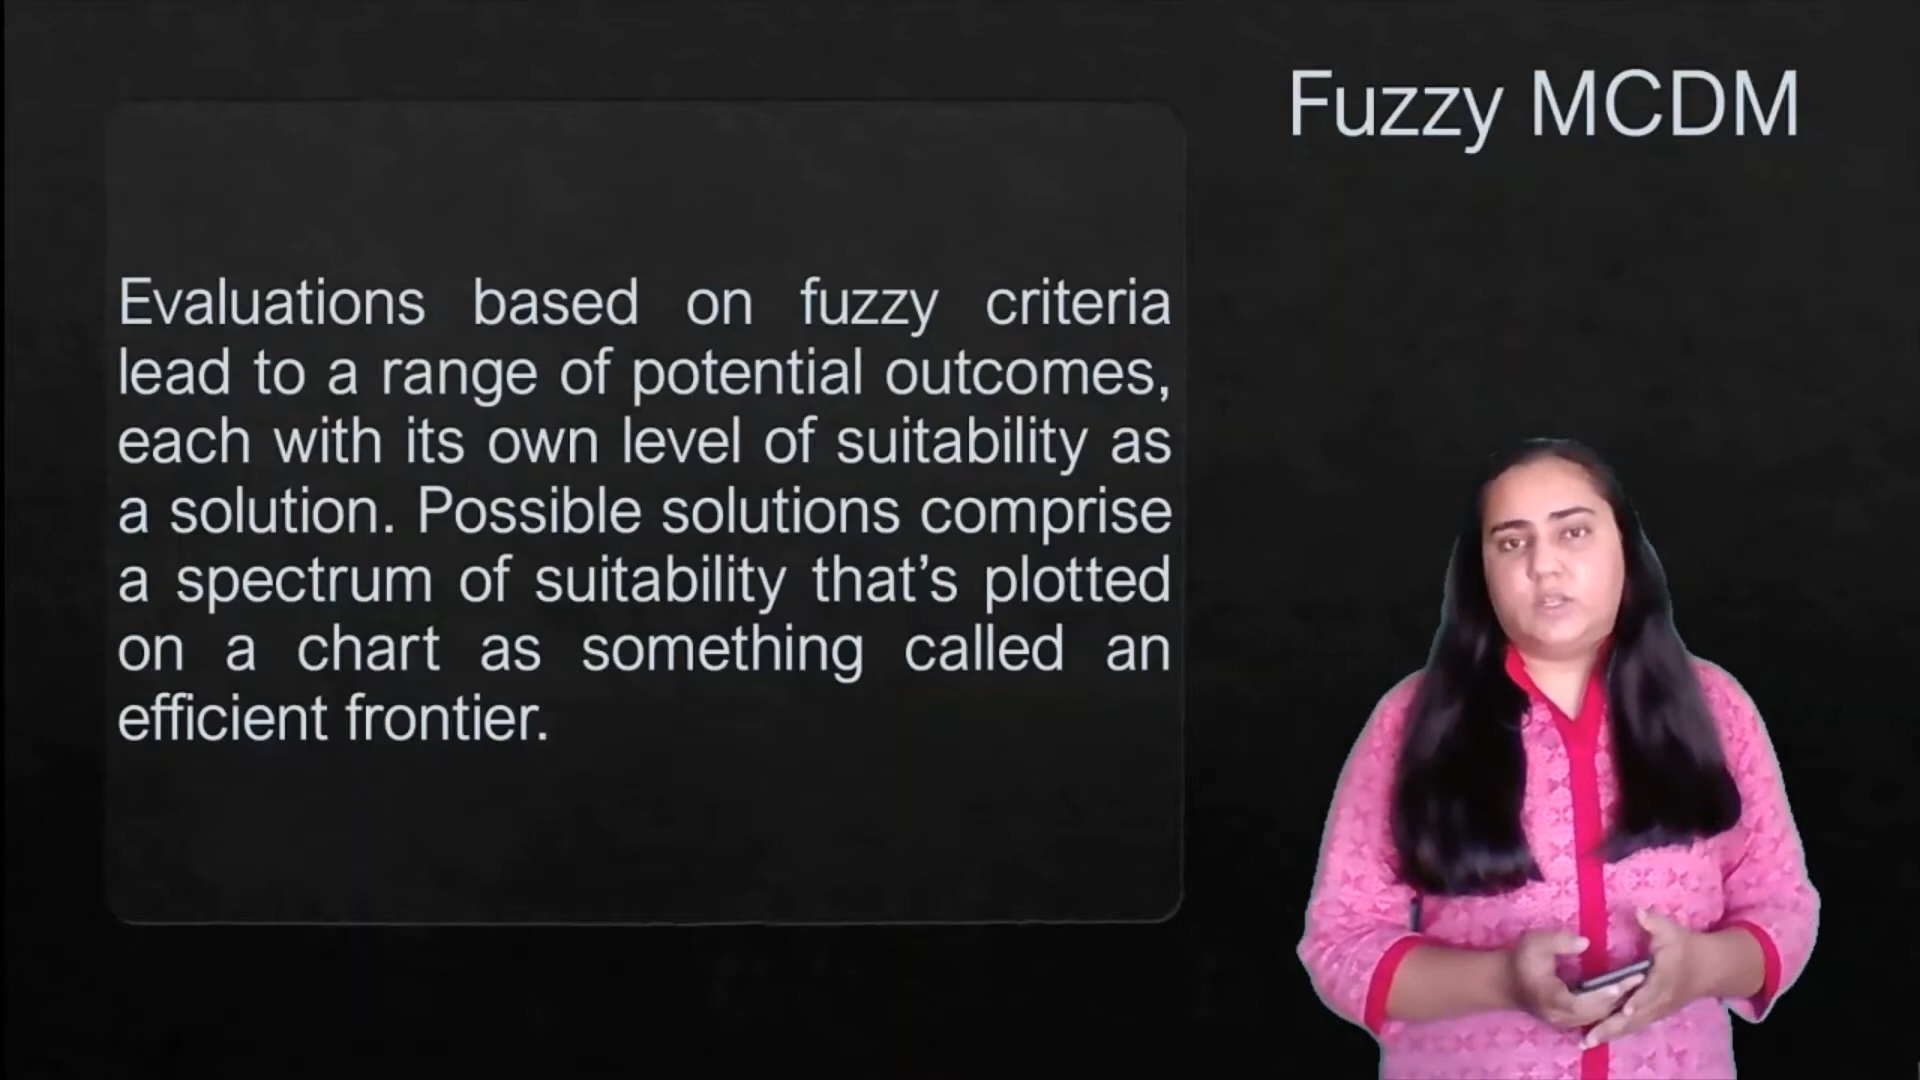 Fuzzy MCDM
Evaluations based on fuzzy criteria
lead to a range of potential outcomes,
each with its own level of suitability as
a solution. Possible solutions comprise
a spectrum of suitability that’s plotted
on a chart as something called an
efficient frontier.